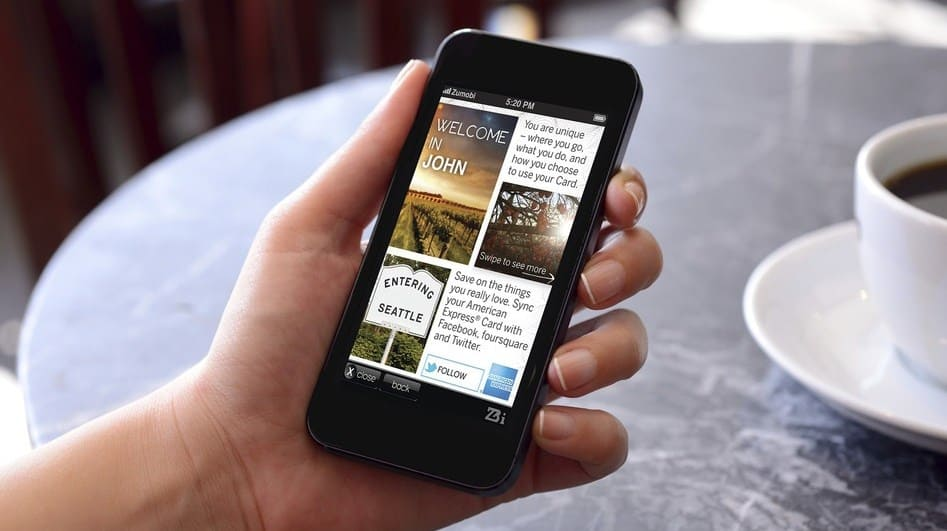 Zumobi
5:20 PM
WELCOME
IN
JOHN
You are unique
– where you go,
what you do, and
how you choose
to use your Card.
Swipe to see more
ENTERING
SEATTLE
Save on the things
you really love. Sync
your American
Express® Card with
Facebook, foursquare
and Twitter.
FOLLOW
AMERICAN
EXPRESS
X close
back
ZBi